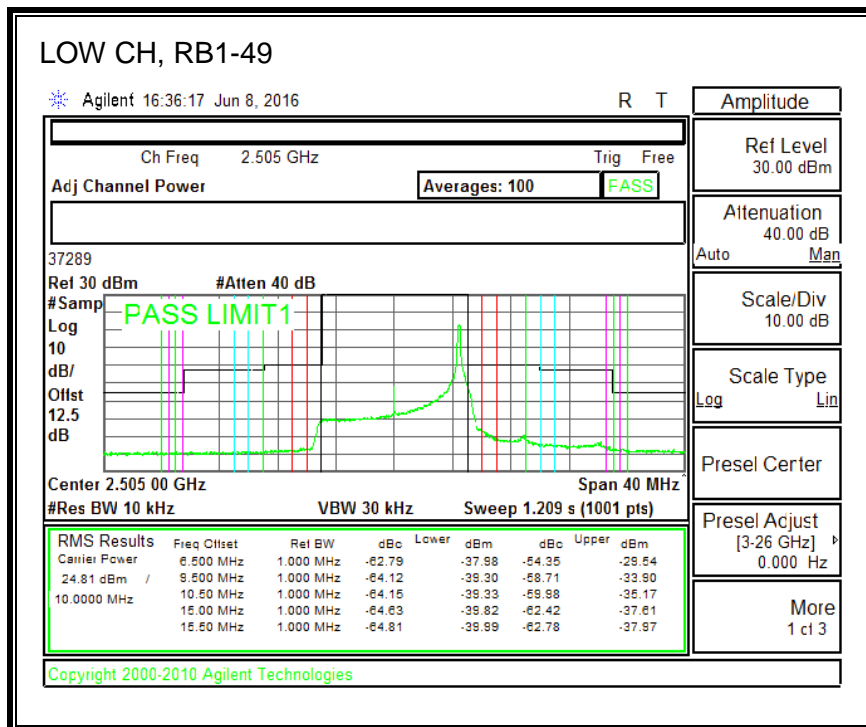 LOW CH, RB1-49
Agilent 16:36:17 Jun 8, 2016 R T
Ch Freq 2.505 GHz Trig Free
Adj Channel Power Averages: 100 PASS
37289
Ref 30 dBm #Atten 40 dB
#Samp
Log
10
dB/
Offst
12.5
dB
PASS LIMIT1
Center 2.505 00 GHz Span 40 MHz
#Res BW 10 kHz VBW 30 kHz Sweep 1.209 s (1001 pts)
RMS Results Freq Offset Ref BW dBc Lower dBm dBc Upper dBm
Carrier Power 6.500 MHz 1.000 MHz -62.79 -37.98 -54.35 -29.54
24.81 dBm / 9.500 MHz 1.000 MHz -64.12 -39.30 -58.71 -33.90
10.0000 MHz 10.50 MHz 1.000 MHz -64.15 -39.33 -59.98 -35.17
15.00 MHz 1.000 MHz -64.63 -39.82 -62.42 -37.61
15.50 MHz 1.000 MHz -64.81 -39.99 -62.78 -37.97
Copyright 2000-2010 Agilent Technologies
Amplitude
Ref Level
30.00 dBm
Attenuation
40.00 dB
Auto Man
Scale/Div
10.00 dB
Scale Type
Log Lin
Presel Center
Presel Adjust
[3-26 GHz]
0.000 Hz
More
1 of 3